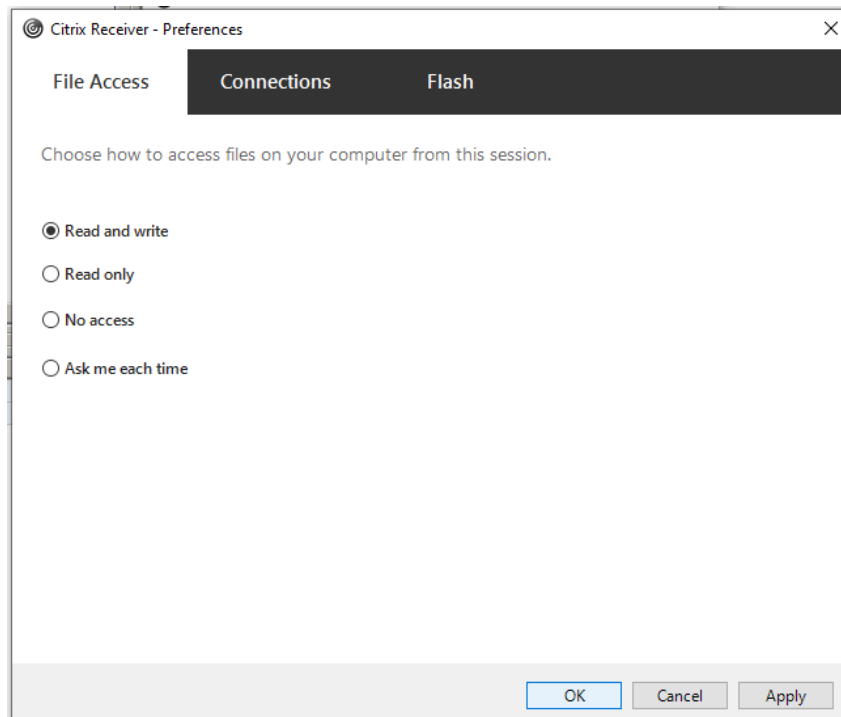 Citrix Receiver - Preferences
File Access Connections Flash
Choose how to access files on your computer from this session.
Read and write
Read only
No access
Ask me each time
OK Cancel Apply